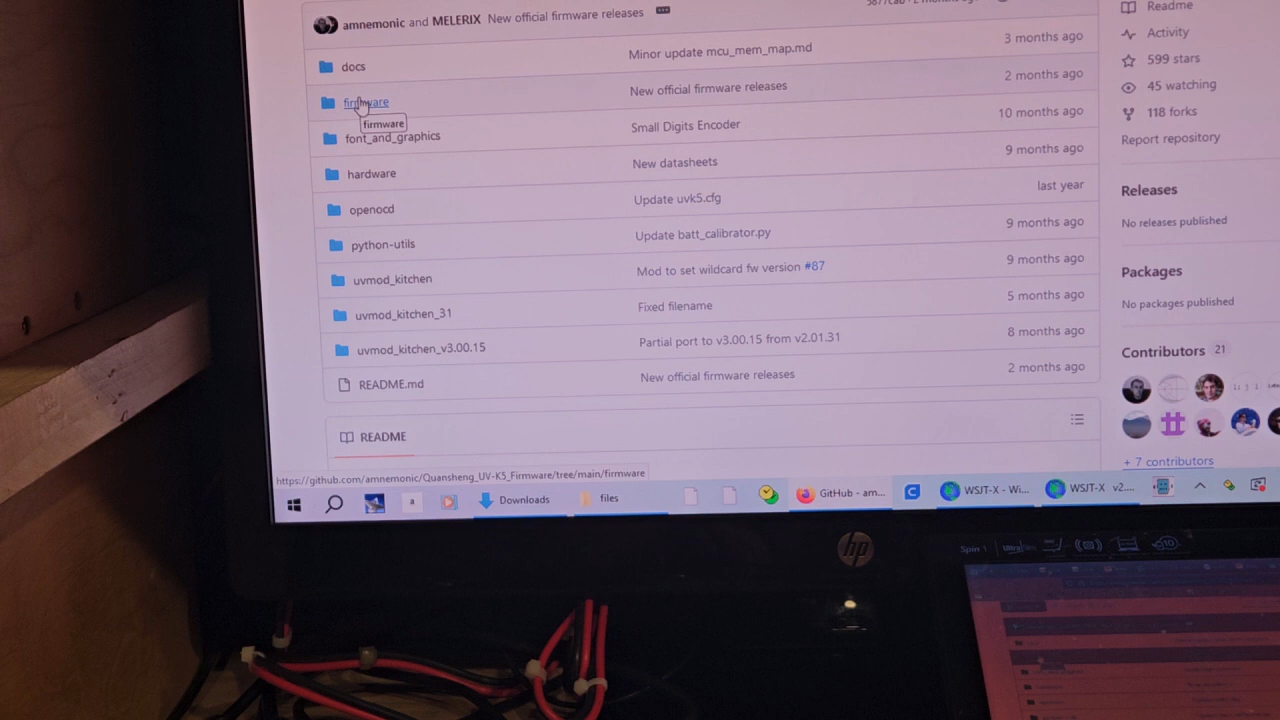 amnemonic and MELERIX New official firmware releases
docs Minor update mcu_mem_map.md 3 months ago
firmware New official firmware releases 2 months ago
firmware
font_and_graphics Small Digits Encoder 10 months ago
hardware New datasheets 9 months ago
openocd Update uvk5.cfg last year
python-utils Update batt_calibrator.py 9 months ago
uvmod_kitchen Mod to set wildcard fw version #87 9 months ago
uvmod_kitchen_31 Fixed filename 5 months ago
uvmod_kitchen_v3.00.15 Partial port to v3.00.15 from v2.01.31 8 months ago
README.md New official firmware releases 2 months ago
README
Readme
Activity
599 stars
45 watching
118 forks
Report repository
Releases
No releases published
Packages
No packages published
Contributors 21
+ 7 contributors
https://github.com/amnemonic/Quansheng_UV-K5_Firmware/tree/main/firmware
a Downloads files GitHub - am... C WSJT-X - Wi... WSJT-X v2....
hp
Spin 1